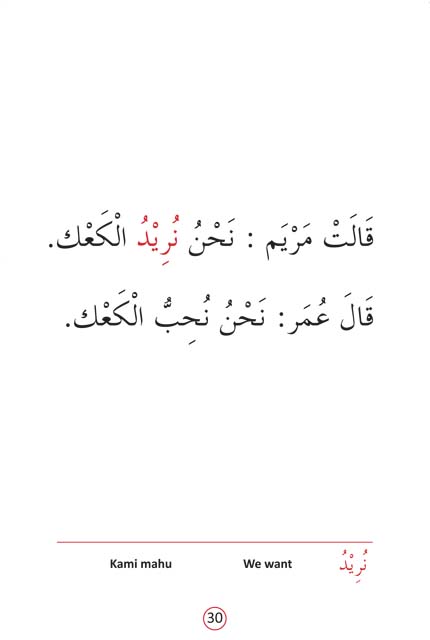 قَالَتْ مَرْيَم : نَحْنُ نُرِيْدُ الْكَعْك.
قَالَ عُمَر: نَحْنُ نُحِبُّ الْكَعْك.
Kami mahu We want نُرِيْدُ
30